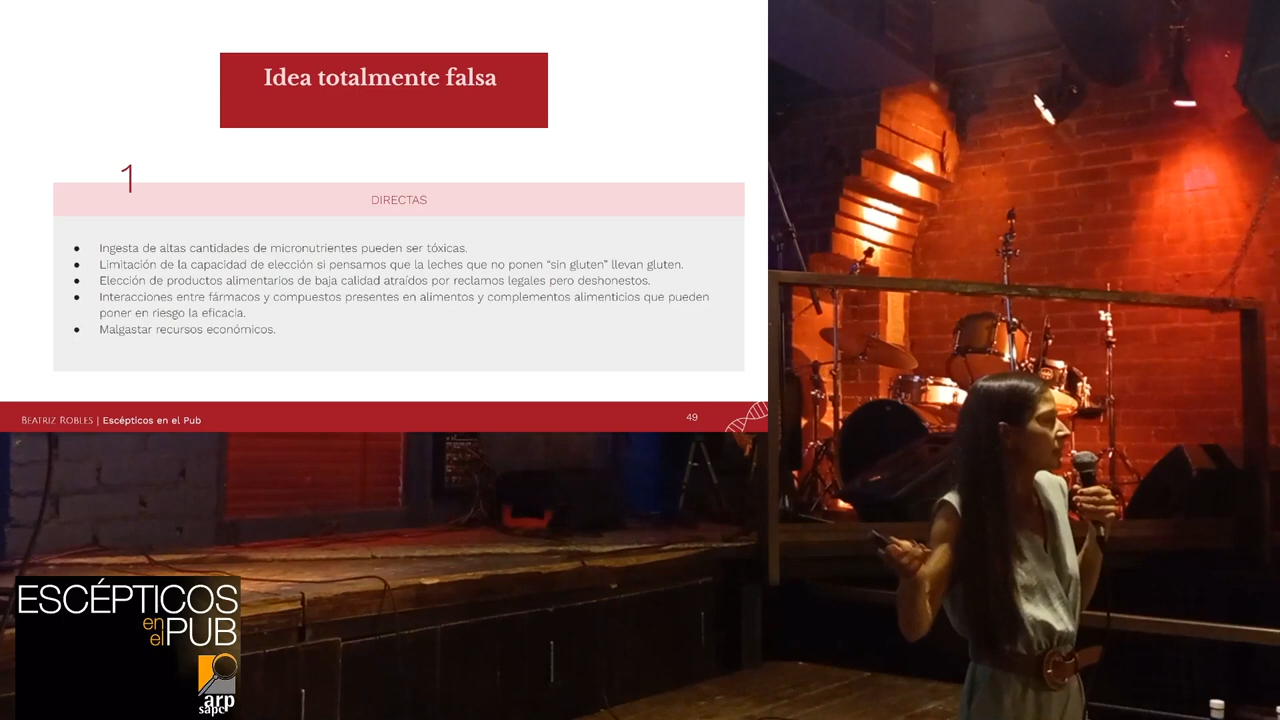 Idea totalmente falsa
1
DIRECTAS
● Ingesta de altas cantidades de micronutrientes pueden ser tóxicas.
● Limitación de la capacidad de elección si pensamos que la leches que no ponen “sin gluten” llevan gluten.
● Elección de productos alimentarios de baja calidad atraídos por reclamos legales pero deshonestos.
● Interacciones entre fármacos y compuestos presentes en alimentos y complementos alimenticios que pueden
poner en riesgo la eficacia.
● Malgastar recursos económicos.
BEATRIZ ROBLES | Escépticos en el Pub
49
ESCÉPTICOS
en
el PUB
arp
sapc